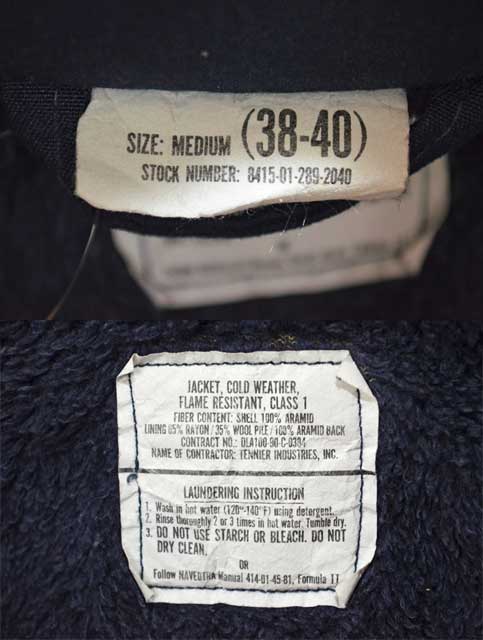 SIZE: MEDIUM (38-40)
STOCK NUMBER: 8415-01-289-2040
JACKET, COLD WEATHER,
FLAME RESISTANT, CLASS 1
FIBER CONTENT: SHELL 100% ARAMID
LINING 65% RAYON/35% WOOL PILE/100% ARAMID BACK
CONTRACT NO.: DLA100-90-C-0334
NAME OF CONTRACTOR: TENNIER INDUSTRIES, INC.
LAUNDERING INSTRUCTION
1. Wash in hot water (120°-140°F) using detergent.
2. Rinse thoroughly 2 or 3 times in hot water. Tumble dry.
3. DO NOT USE STARCH OR BLEACH. DO NOT
DRY CLEAN.
OR
Follow NAVEDTRA Manual 414-01-45-81, Formula II